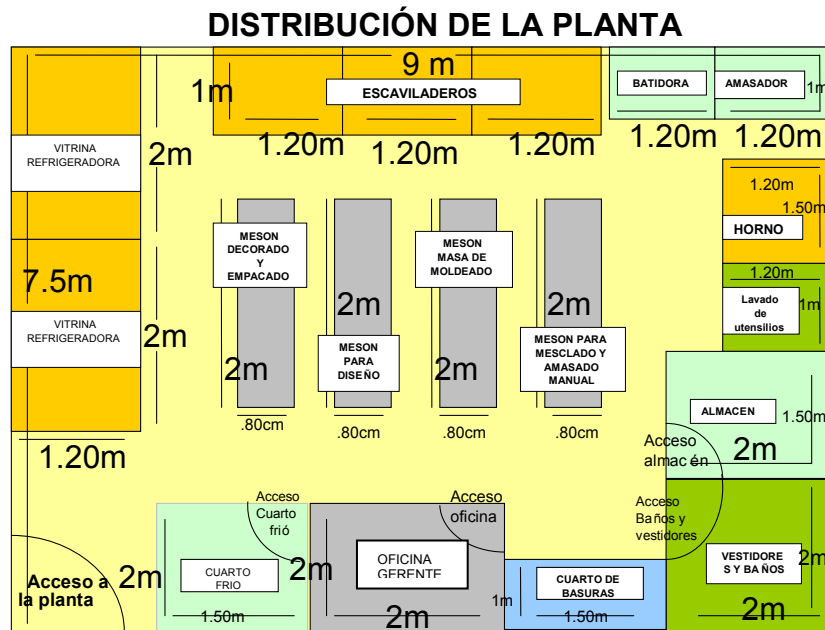 DISTRIBUCIÓN DE LA PLANTA
9 m
1m
ESCAVILADEROS
BATIDORA
AMASADOR
1m
1.20m
1.20m
1.20m
1.20m
1.20m
VITRINA
REFRIGERADORA
2m
1.20m
1.50m
HORNO
MESON
DECORADO
Y
EMPACADO
MESON
MASA DE
MOLDEADO
7.5m
1.20m
Lavado
de
utensilios
1m
2m
2m
VITRINA
REFRIGERADORA
2m
2m
MESON
PARA
DISEÑO
2m
MESON PARA
MESCLADO Y
AMASADO
MANUAL
.80cm
.80cm
.80cm
.80cm
ALMACEN
1.50m
2m
1.20m
Acceso
almacén
Acceso
Cuarto
frió
Acceso
oficina
Acceso
Baños y
vestidores
Acceso a
la planta
2m
CUARTO
FRIO
1.50m
2m
OFICINA
GERENTE
2m
1m
CUARTO DE
BASURAS
1.50m
VESTIDORE
S Y BAÑOS
2m
2m